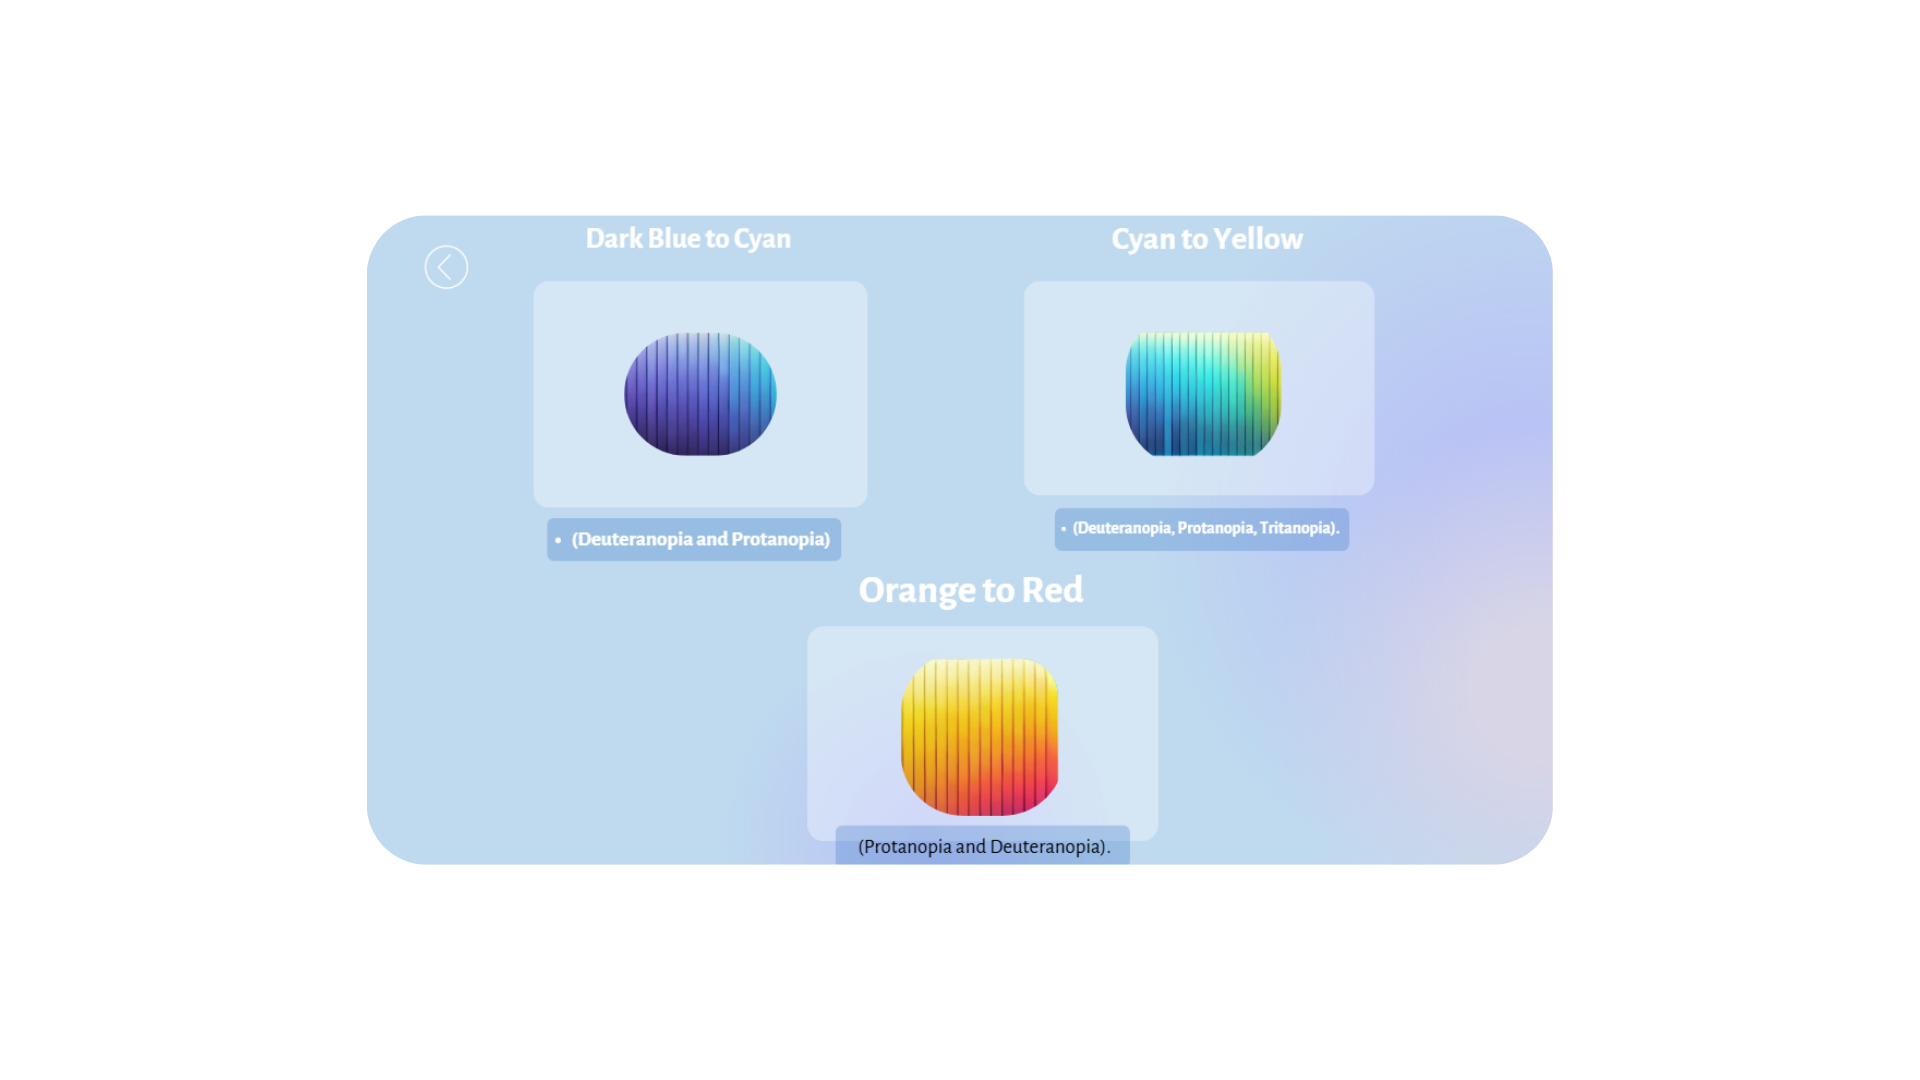 Dark Blue to Cyan
Cyan to Yellow
• (Deuteranopia and Protanopia)
• (Deuteranopia, Protanopia, Tritanopia).
Orange to Red
(Protanopia and Deuteranopia).